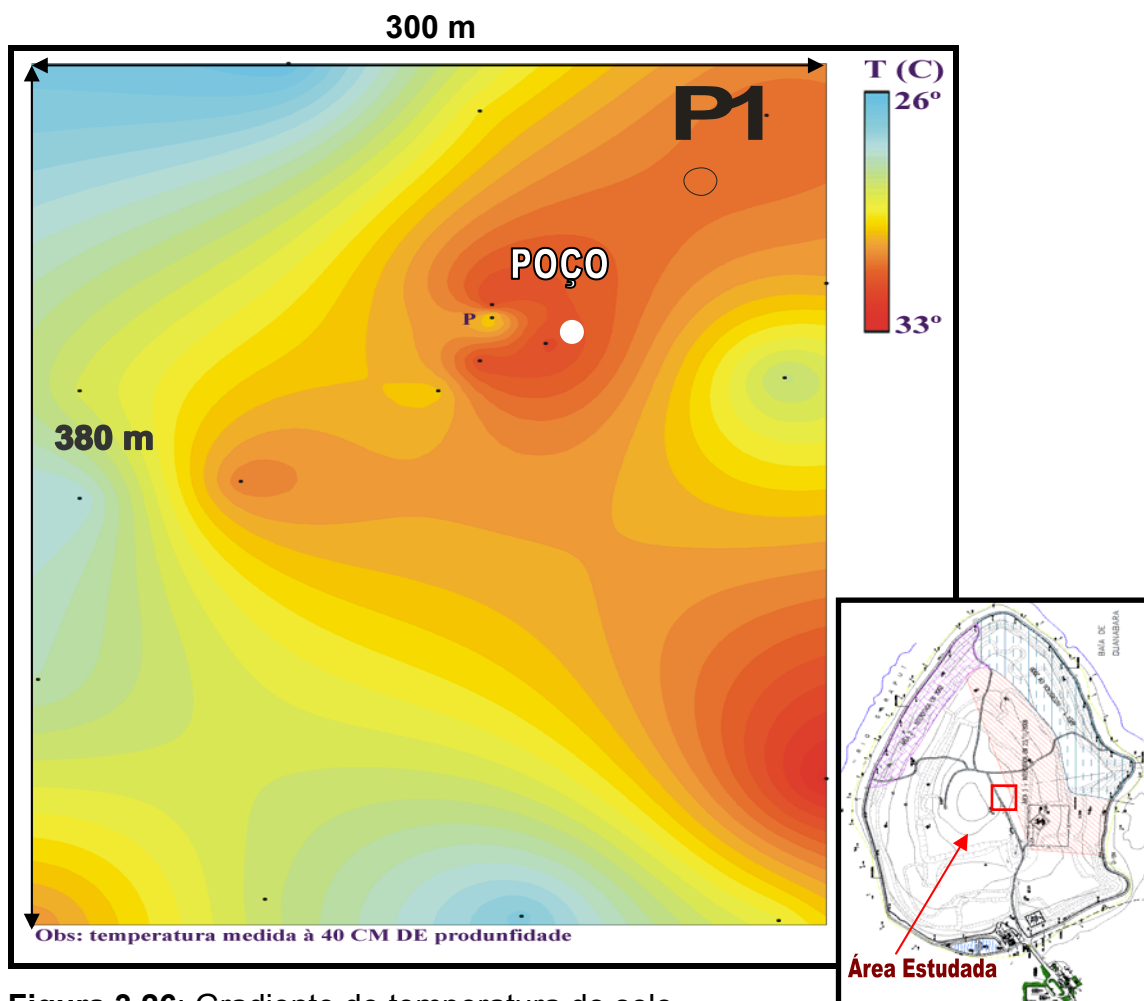 300 m
T (C)
26º
P1
POÇO
P
33º
380 m
BAÍA DE
GUANABARA
Obs: temperatura medida à 40 CM DE produnfidade
Área Estudada
Figura 3.26: Gradiente de temperatura do solo